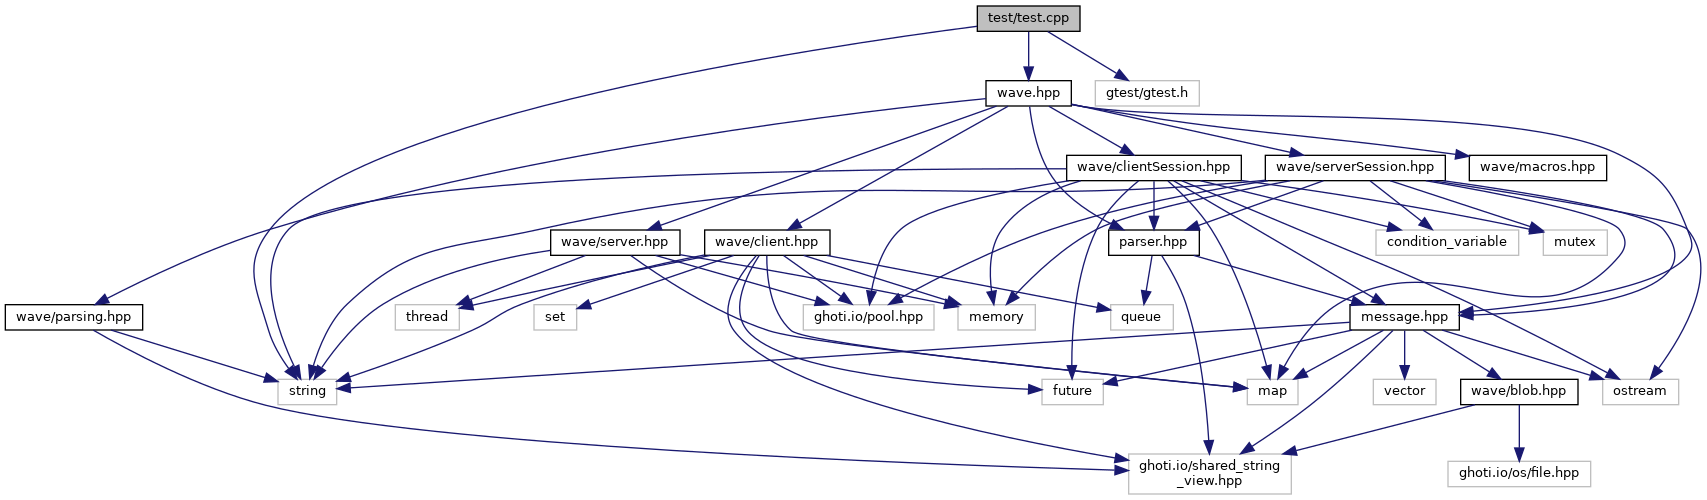 test/test.cpp
wave.hpp
gtest/gtest.h
wave/clientSession.hpp
wave/serverSession.hpp
wave/macros.hpp
wave/server.hpp
wave/client.hpp
parser.hpp
condition_variable
mutex
wave/parsing.hpp
thread
set
ghoti.io/pool.hpp
memory
queue
message.hpp
string
future
map
vector
wave/blob.hpp
ostream
ghoti.io/shared_string
_view.hpp
ghoti.io/os/file.hpp